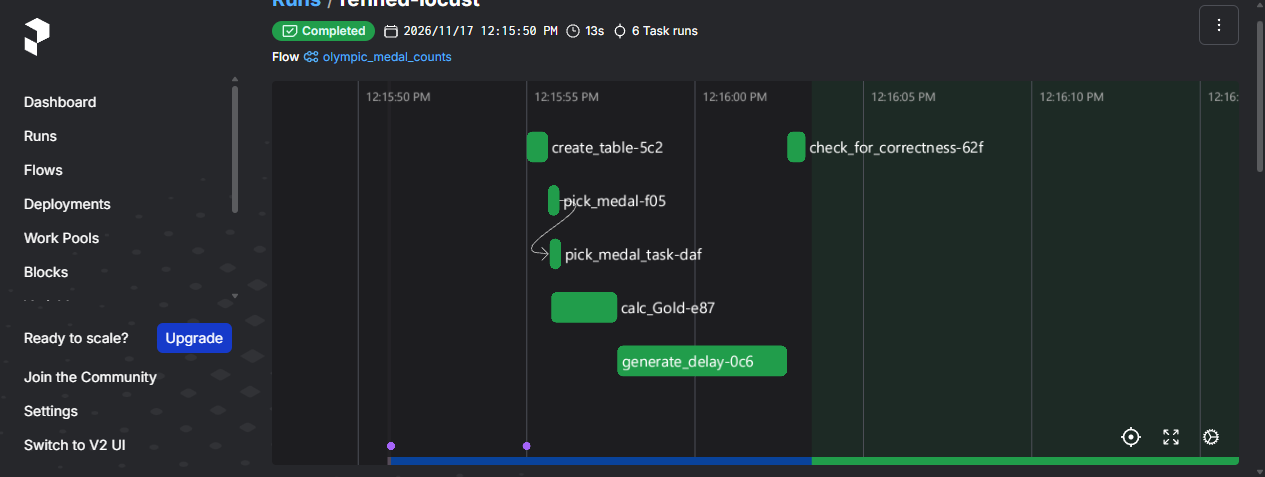 Runs / refined-locust
Completed 2026/11/17 12:15:50 PM 13s 6 Task runs
Flow olympic_medal_counts
Dashboard
Runs
Flows
Deployments
Work Pools
Blocks
Ready to scale? Upgrade
Join the Community
Settings
Switch to V2 UI
12:15:50 PM 12:15:55 PM 12:16:00 PM 12:16:05 PM 12:16:10 PM 12:16:
create_table-5c2 check_for_correctness-62f
pick_medal-f05
pick_medal_task-daf
calc_Gold-e87
generate_delay-0c6